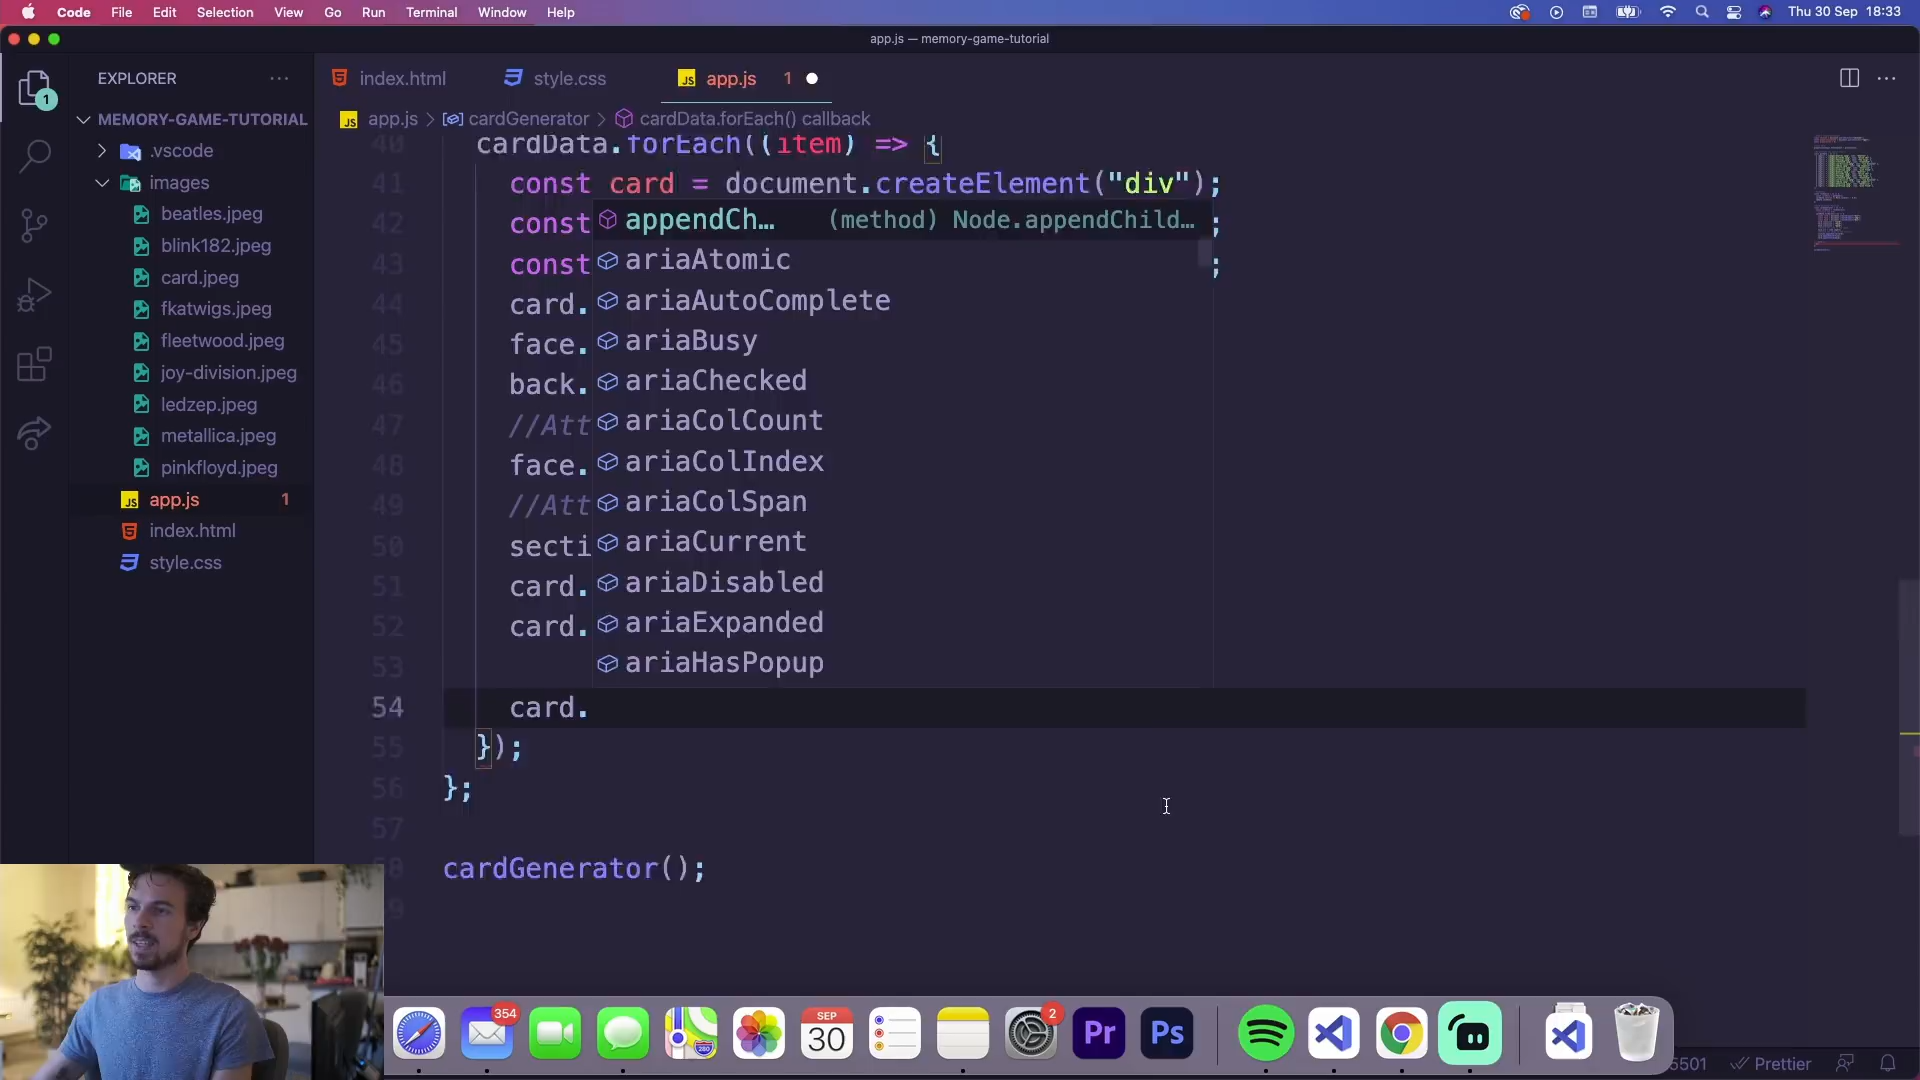 Code File Edit Selection View Go Run Terminal Window Help Thu 30 Sep 18:33
app.js — memory-game-tutorial
EXPLORER
index.html
style.css
app.js 1
app.js > cardGenerator > cardData.forEach() callback
1
MEMORY-GAME-TUTORIAL
.vscode
images
beatles.jpeg
blink182.jpeg
card.jpeg
fkatwigs.jpeg
fleetwood.jpeg
joy-division.jpeg
ledzep.jpeg
metallica.jpeg
pinkfloyd.jpeg
app.js 1
index.html
style.css
40 cardData.forEach((item) => {
41 const card = document.createElement("div");
42 const ;
43 const ;
44 card.
45 face.
46 back.
47 //Att
48 face.
49 //Att
50 secti
51 card.
52 card.
53
54 card.
55 });
56 };
57
cardGenerator();
appendCh… (method) Node.appendChild…
ariaAtomic
ariaAutoComplete
ariaBusy
ariaChecked
ariaColCount
ariaColIndex
ariaColSpan
ariaCurrent
ariaDisabled
ariaExpanded
ariaHasPopup
354
SEP
30
2
Pr
Ps
280
5501 Prettier